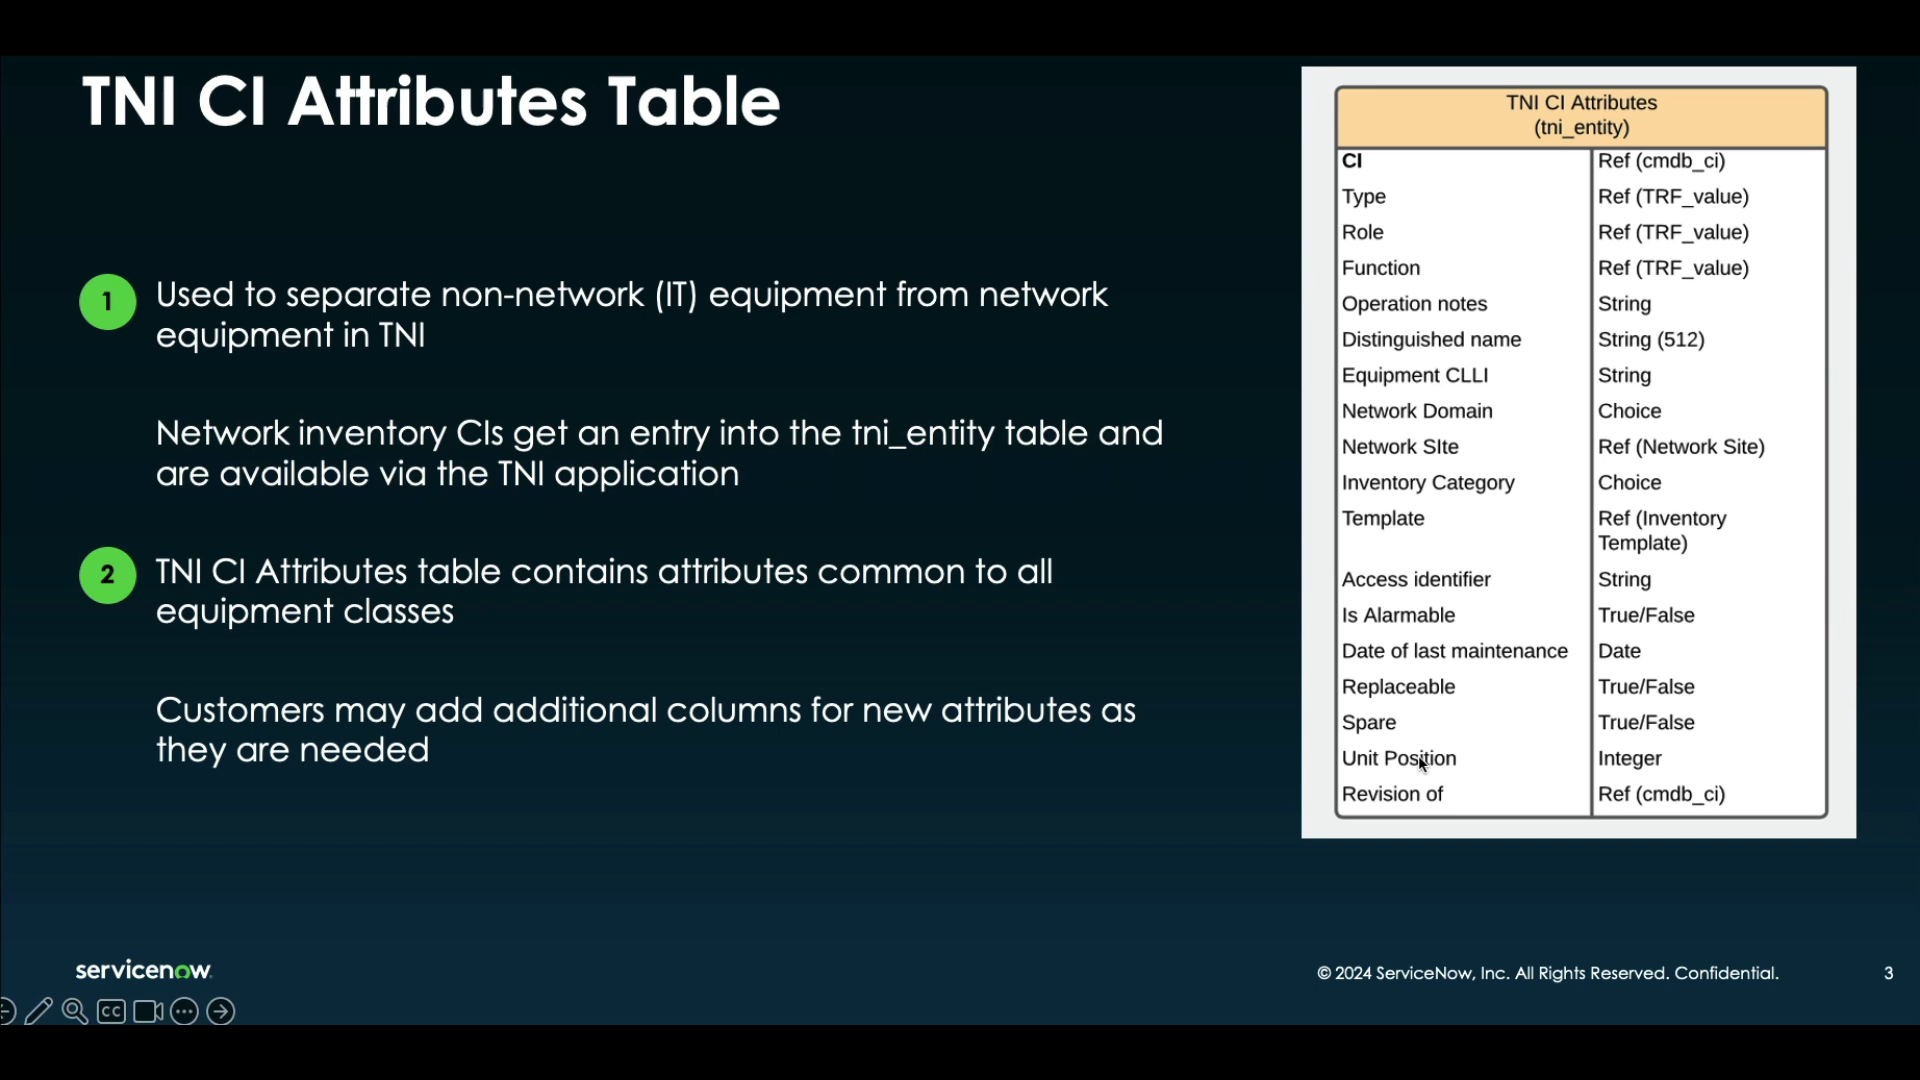 TNI CI Attributes Table
1
Used to separate non-network (IT) equipment from network
equipment in TNI
Network inventory CIs get an entry into the tni_entity table and
are available via the TNI application
2
TNI CI Attributes table contains attributes common to all
equipment classes
Customers may add additional columns for new attributes as
they are needed
TNI CI Attributes
(tni_entity)
CI Ref (cmdb_ci)
Type Ref (TRF_value)
Role Ref (TRF_value)
Function Ref (TRF_value)
Operation notes String
Distinguished name String (512)
Equipment CLLI String
Network Domain Choice
Network SIte Ref (Network Site)
Inventory Category Choice
Template Ref (Inventory
Template)
Access identifier String
Is Alarmable True/False
Date of last maintenance Date
Replaceable True/False
Spare True/False
Unit Position Integer
Revision of Ref (cmdb_ci)
servicenow.
© 2024 ServiceNow, Inc. All Rights Reserved. Confidential.
3
CC